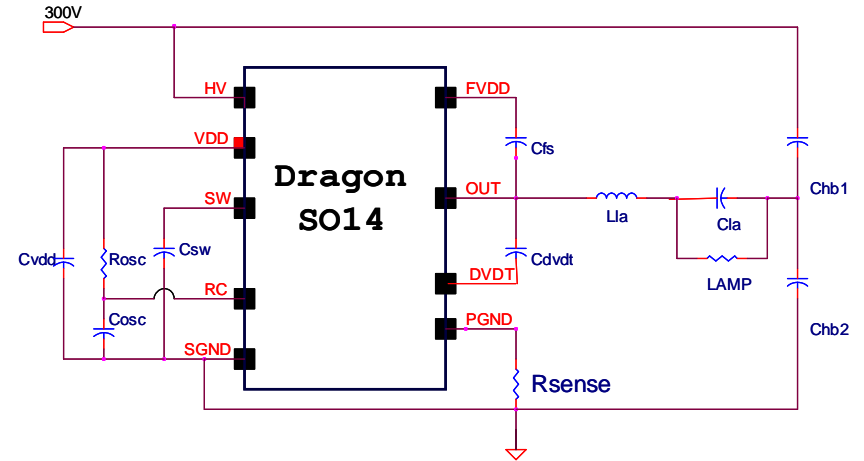 300V
HV
FVDD
VDD
Cfs
Dragon
SO14
SW
OUT
Chb1
Lla
Cla
Csw
Cvdd
Rosc
Cdvdt
DVDT
LAMP
RC
Cosc
PGND
Chb2
SGND
Rsense